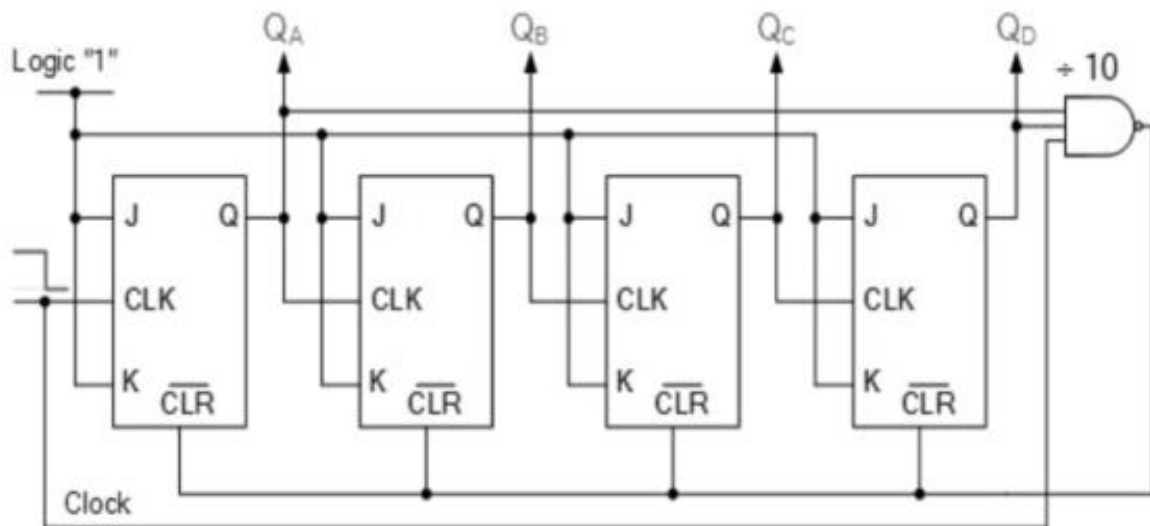 Q_A Q_B Q_C Q_D
Logic "1"
÷ 10
J Q J Q J Q J Q
CLK CLK CLK CLK
K K K K
CLR CLR CLR CLR
Clock